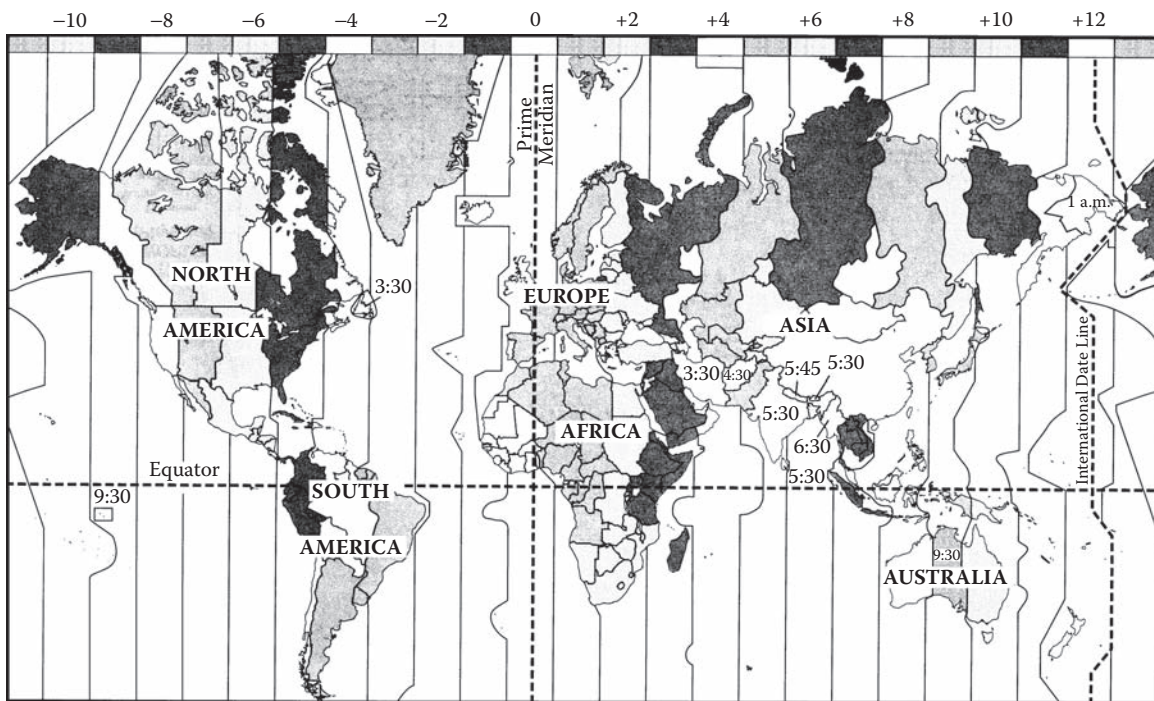 −10 −8 −6 −4 −2 0 +2 +4 +6 +8 +10 +12
Prime
Meridian
1 a.m.
NORTH
3:30
EUROPE
AMERICA
ASIA
3:30
4:30
5:45
5:30
5:30
AFRICA
6:30
International Date Line
Equator
5:30
9:30
SOUTH
AMERICA
9:30
AUSTRALIA